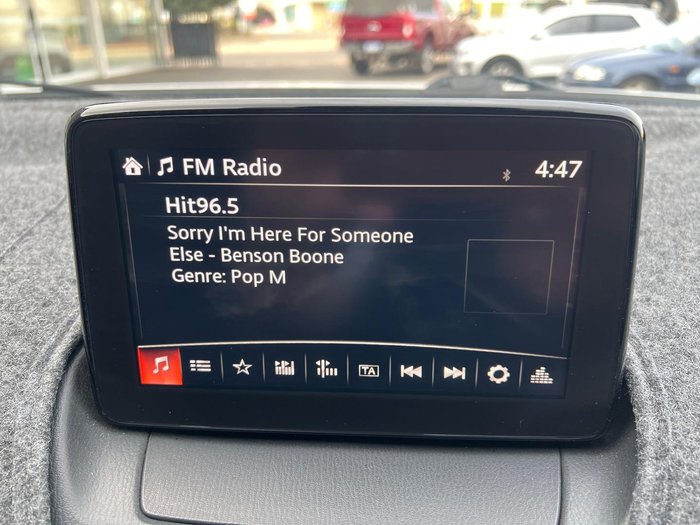 FM Radio
4:47
Hit96.5
Sorry I'm Here For Someone
Else - Benson Boone
Genre: Pop M
TA